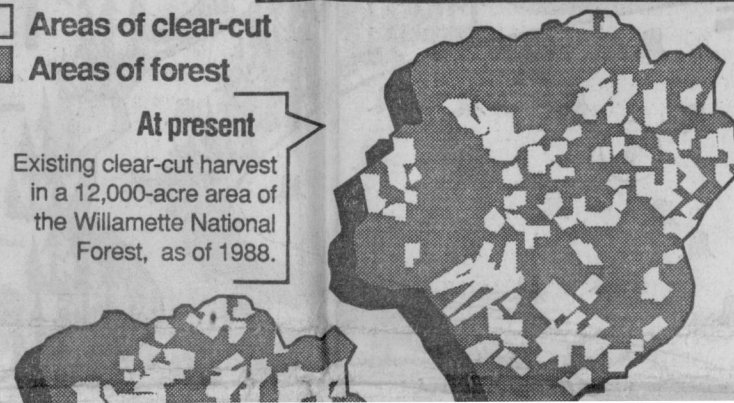 Areas of clear-cut
Areas of forest
At present
Existing clear-cut harvest
in a 12,000-acre area of
the Willamette National
Forest, as of 1988.